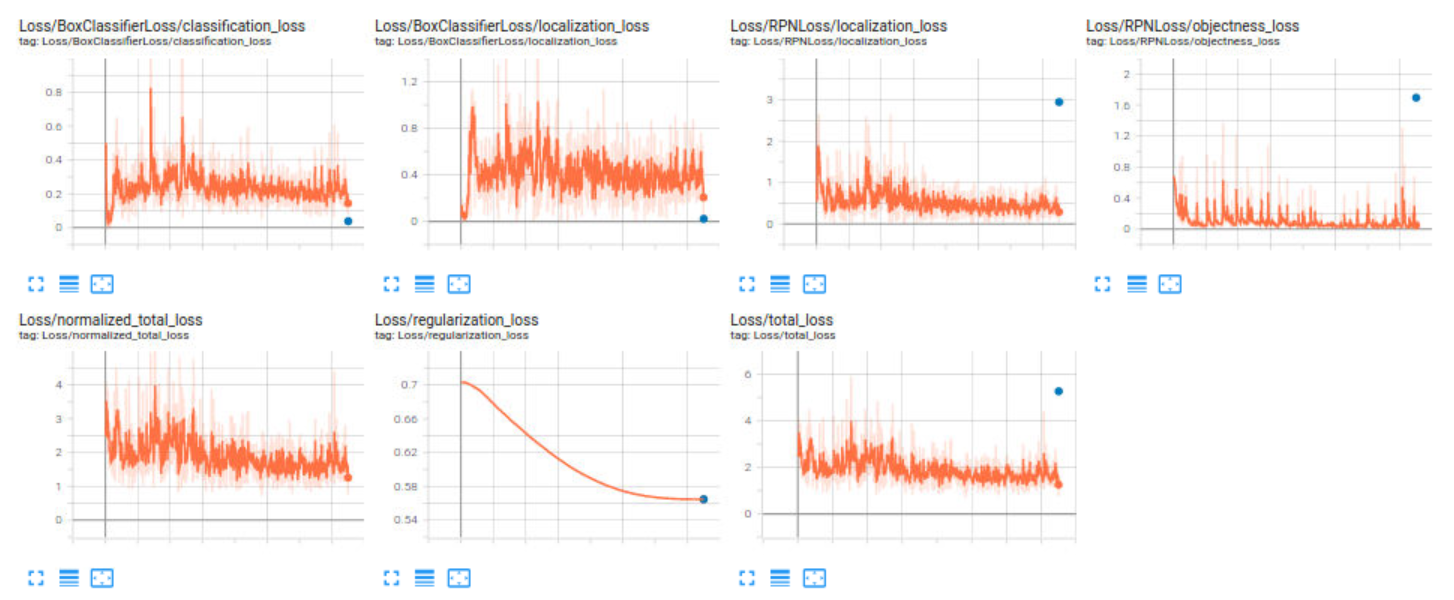 Loss/BoxClassifierLoss/classification_loss
tag: Loss/BoxClassifierLoss/classification_loss
0.8
0.6
0.4
0.2
0
Loss/BoxClassifierLoss/localization_loss
tag: Loss/BoxClassifierLoss/localization_loss
1.2
0.8
0.4
0
Loss/RPNLoss/localization_loss
tag: Loss/RPNLoss/localization_loss
3
2
1
0
Loss/RPNLoss/objectness_loss
tag: Loss/RPNLoss/objectness_loss
2
1.6
1.2
0.8
0.4
0
Loss/normalized_total_loss
tag: Loss/normalized_total_loss
4
3
2
1
0
Loss/regularization_loss
tag: Loss/regularization_loss
0.7
0.66
0.62
0.58
0.54
Loss/total_loss
tag: Loss/total_loss
6
4
2
0